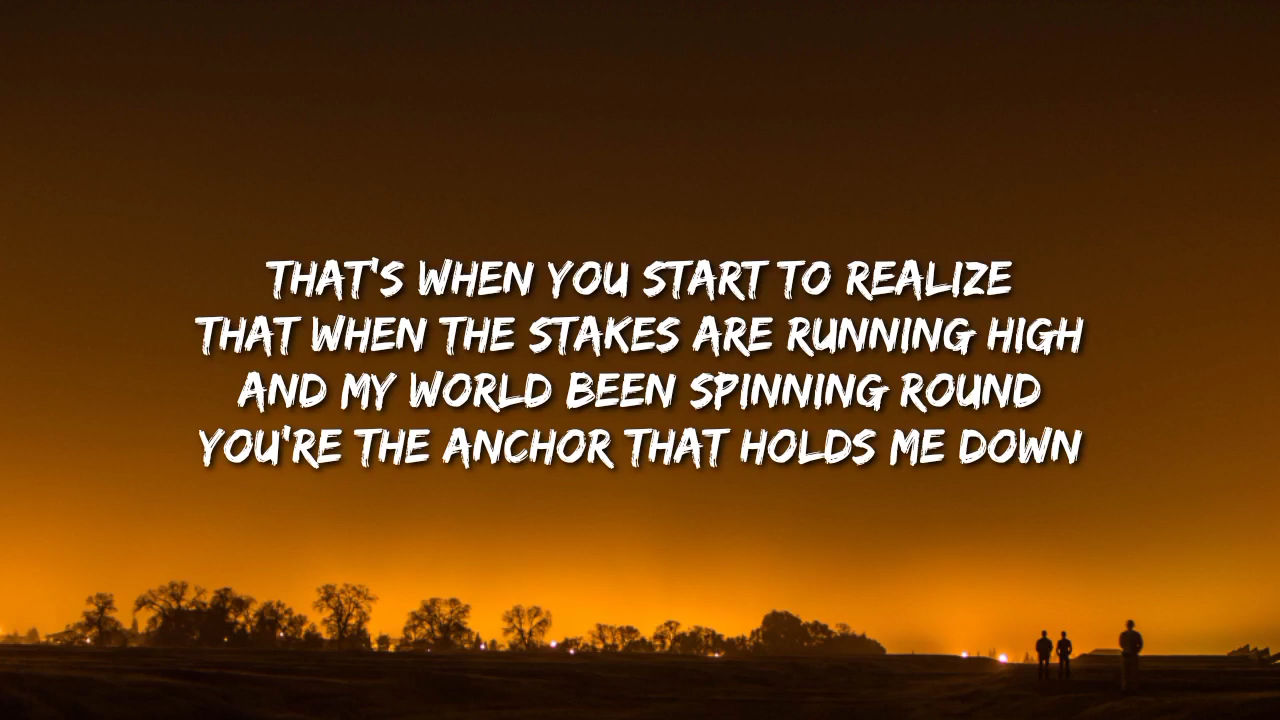 THAT'S WHEN YOU START TO REALIZE
THAT WHEN THE STAKES ARE RUNNING HIGH
AND MY WORLD BEEN SPINNING ROUND
YOU'RE THE ANCHOR THAT HOLDS ME DOWN